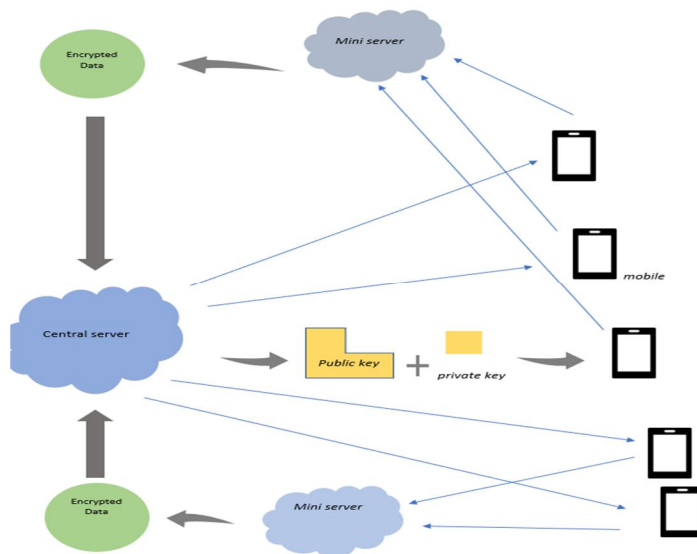 Mini server
Encrypted
Data
mobile
Central server
Public key
private key
Encrypted
Data
Mini server